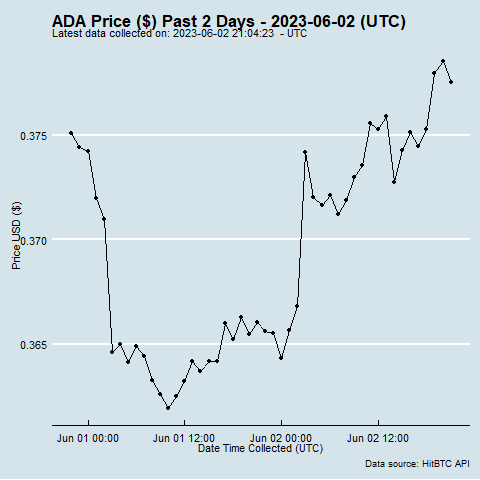 ADA Price ($) Past 2 Days - 2023-06-02 (UTC)
Latest data collected on: 2023-06-02 21:04:23  - UTC
0.375
0.370
0.365
Price USD ($)
Jun 01 00:00 Jun 01 12:00 Jun 02 00:00 Jun 02 12:00
Date Time Collected (UTC)
Data source: HitBTC API